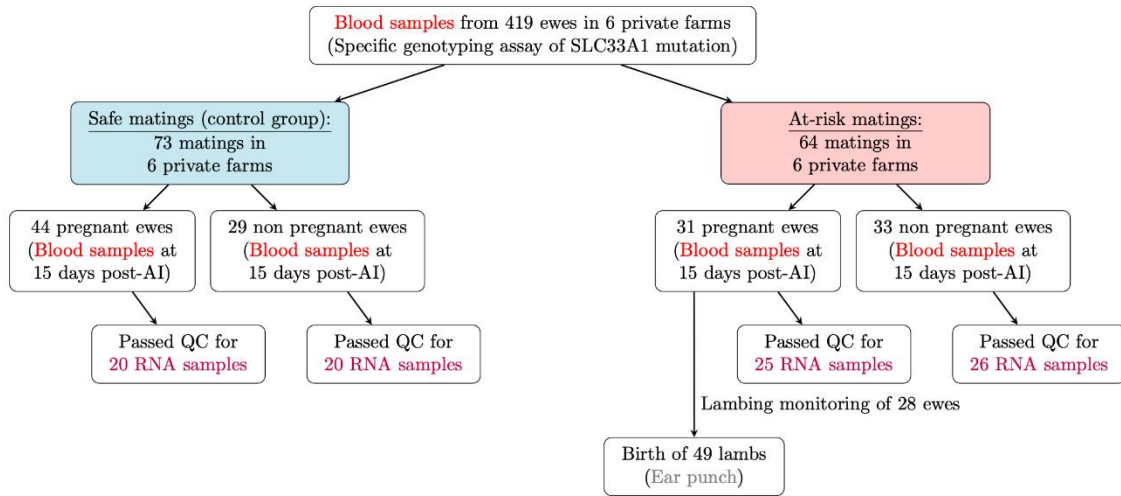 Blood samples from 419 ewes in 6 private farms
(Specific genotyping assay of SLC33A1 mutation)
Safe matings (control group):
73 matings in
6 private farms
At-risk matings:
64 matings in
6 private farms
44 pregnant ewes
(Blood samples at
15 days post-AI)
29 non pregnant ewes
(Blood samples at
15 days post-AI)
31 pregnant ewes
(Blood samples at
15 days post-AI)
33 non pregnant ewes
(Blood samples at
15 days post-AI)
Passed QC for
20 RNA samples
Passed QC for
20 RNA samples
Passed QC for
25 RNA samples
Passed QC for
26 RNA samples
Lambing monitoring of 28 ewes
Birth of 49 lambs
(Ear punch)